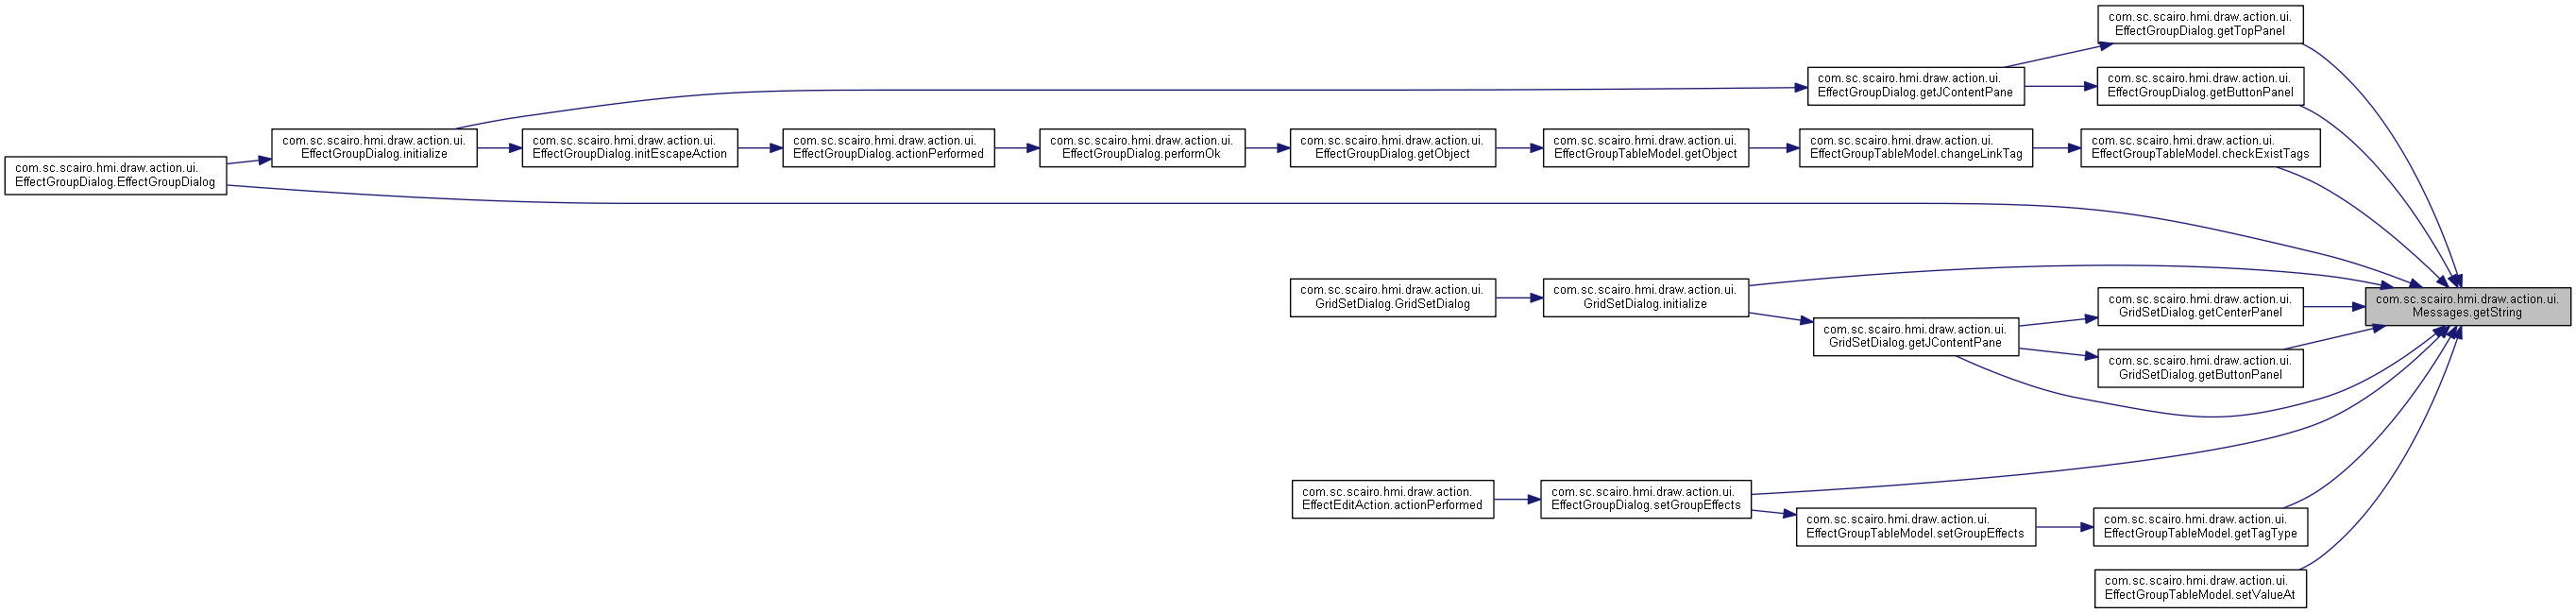 com.sc.scairo.hmi.draw.action.ui.
EffectGroupDialog.getTopPanel
com.sc.scairo.hmi.draw.action.ui.
EffectGroupDialog.getJContentPane
com.sc.scairo.hmi.draw.action.ui.
EffectGroupDialog.getButtonPanel
com.sc.scairo.hmi.draw.action.ui.
EffectGroupDialog.EffectGroupDialog
com.sc.scairo.hmi.draw.action.ui.
EffectGroupDialog.initialize
com.sc.scairo.hmi.draw.action.ui.
EffectGroupDialog.initEscapeAction
com.sc.scairo.hmi.draw.action.ui.
EffectGroupDialog.actionPerformed
com.sc.scairo.hmi.draw.action.ui.
EffectGroupDialog.performOk
com.sc.scairo.hmi.draw.action.ui.
EffectGroupDialog.getObject
com.sc.scairo.hmi.draw.action.ui.
EffectGroupTableModel.getObject
com.sc.scairo.hmi.draw.action.ui.
EffectGroupTableModel.changeLinkTag
com.sc.scairo.hmi.draw.action.ui.
EffectGroupTableModel.checkExistTags
com.sc.scairo.hmi.draw.action.ui.
GridSetDialog.GridSetDialog
com.sc.scairo.hmi.draw.action.ui.
GridSetDialog.initialize
com.sc.scairo.hmi.draw.action.ui.
GridSetDialog.getCenterPanel
com.sc.scairo.hmi.draw.action.ui.
Messages.getString
com.sc.scairo.hmi.draw.action.ui.
GridSetDialog.getJContentPane
com.sc.scairo.hmi.draw.action.ui.
GridSetDialog.getButtonPanel
com.sc.scairo.hmi.draw.action.
EffectEditAction.actionPerformed
com.sc.scairo.hmi.draw.action.ui.
EffectGroupDialog.setGroupEffects
com.sc.scairo.hmi.draw.action.ui.
EffectGroupTableModel.setGroupEffects
com.sc.scairo.hmi.draw.action.ui.
EffectGroupTableModel.getTagType
com.sc.scairo.hmi.draw.action.ui.
EffectGroupTableModel.setValueAt